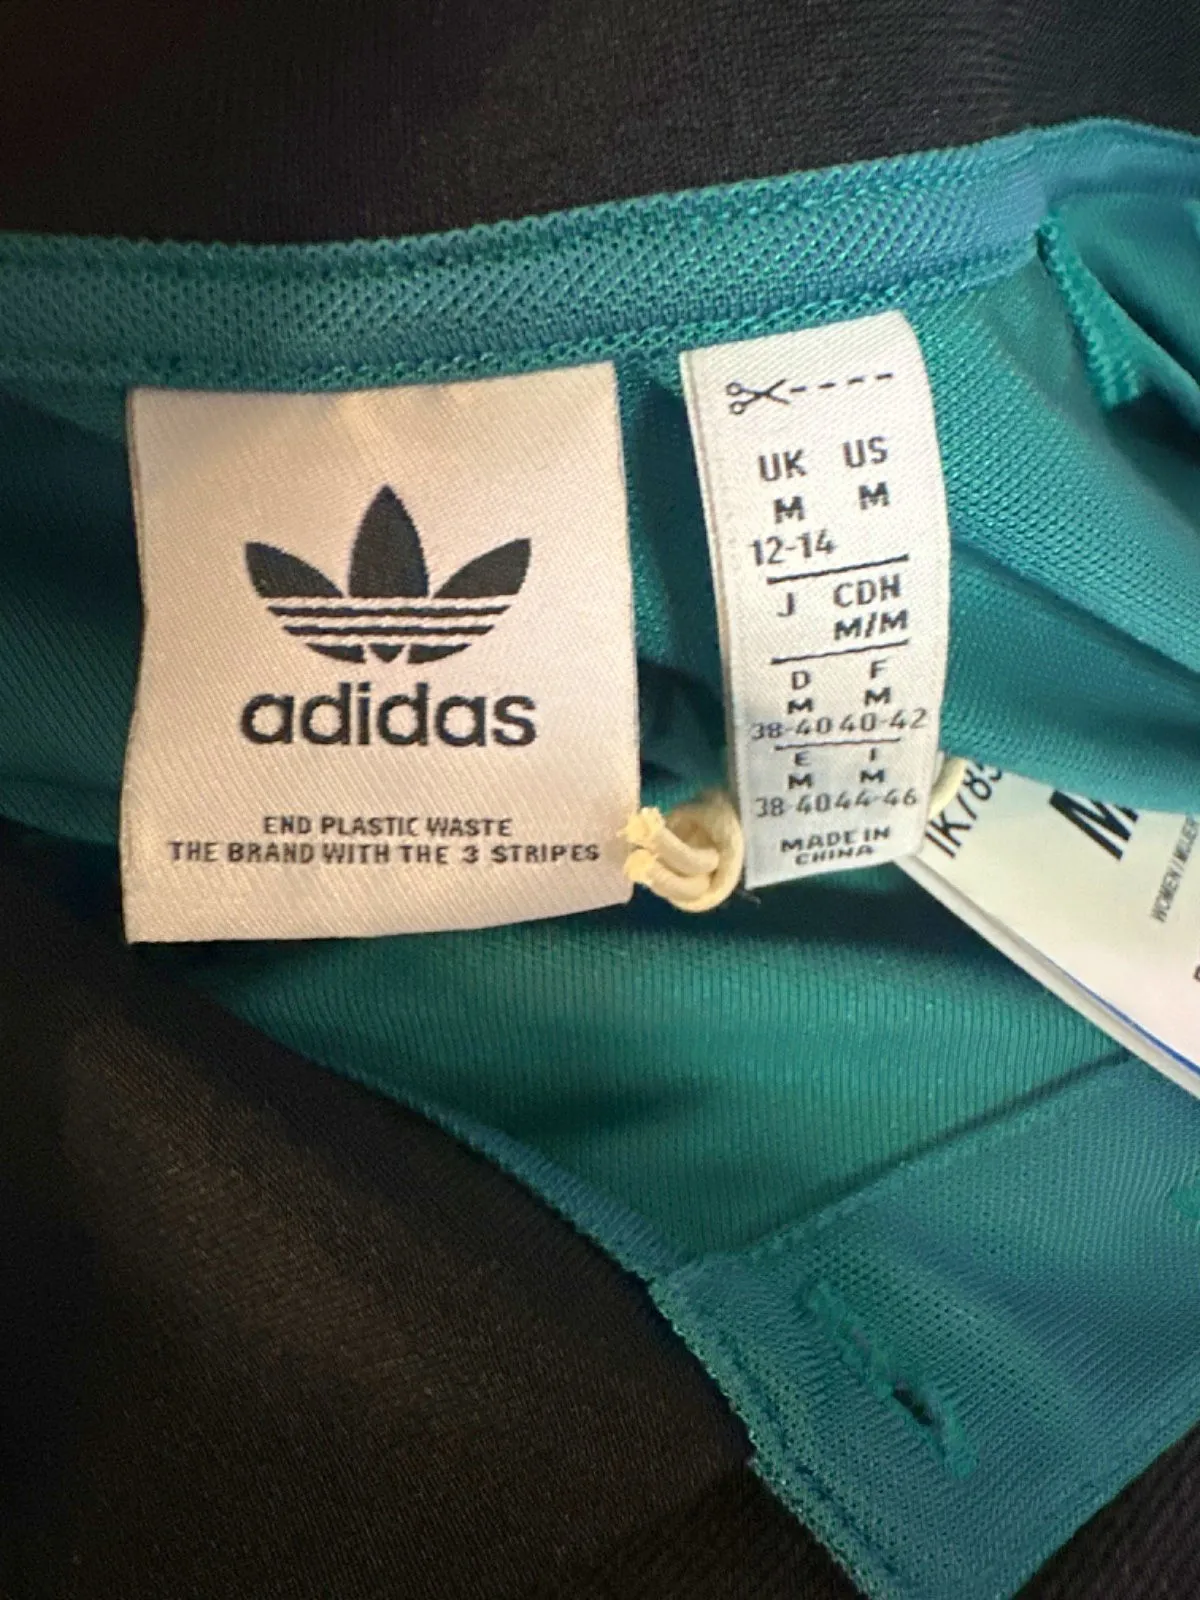 adidas
END PLASTIC WASTE
THE BRAND WITH THE 3 STRIPES
UK US
M M
12-14
J CDH
M/M
D F
M M
38-40 40-42
E I
M M
38-40 44-46
MADE IN
CHINA
M